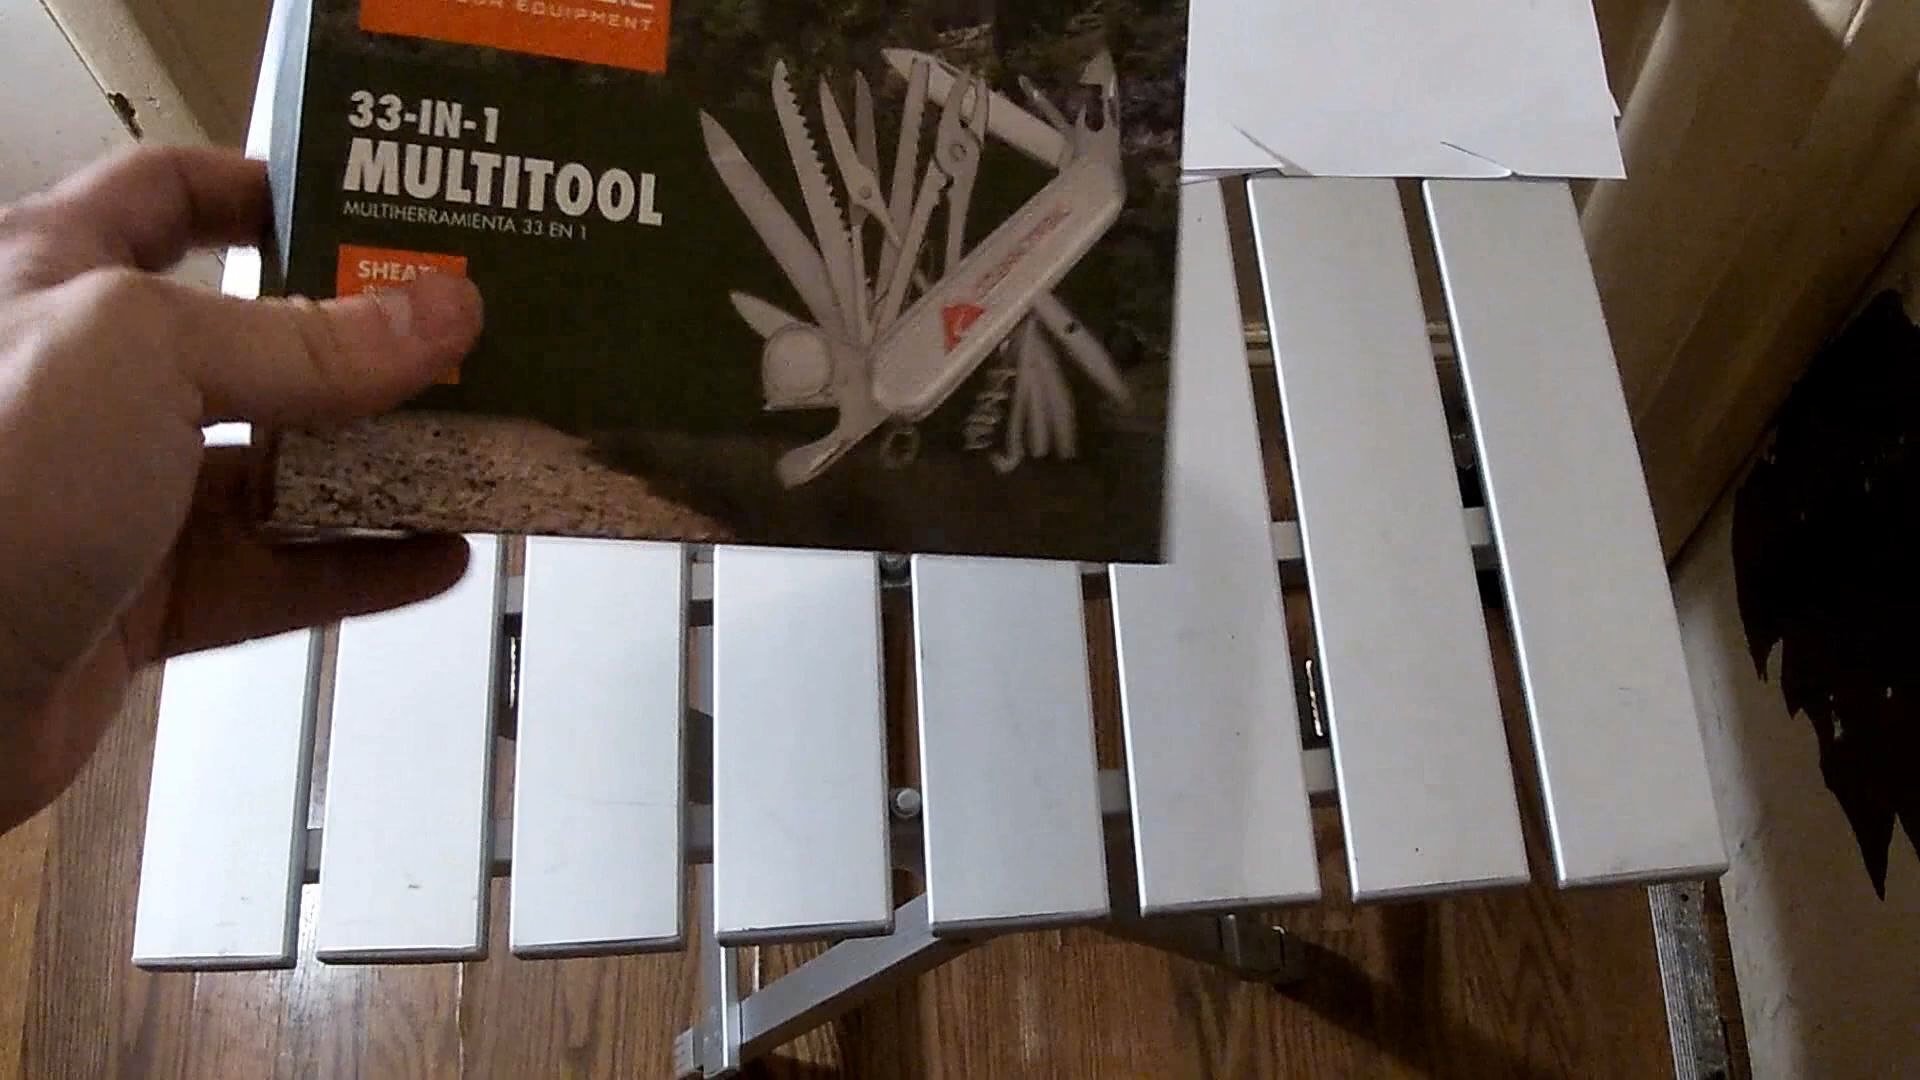 EQUIPMENT
33-IN-1
MULTITOOL
MULTIHERRAMIENTA 33 EN 1